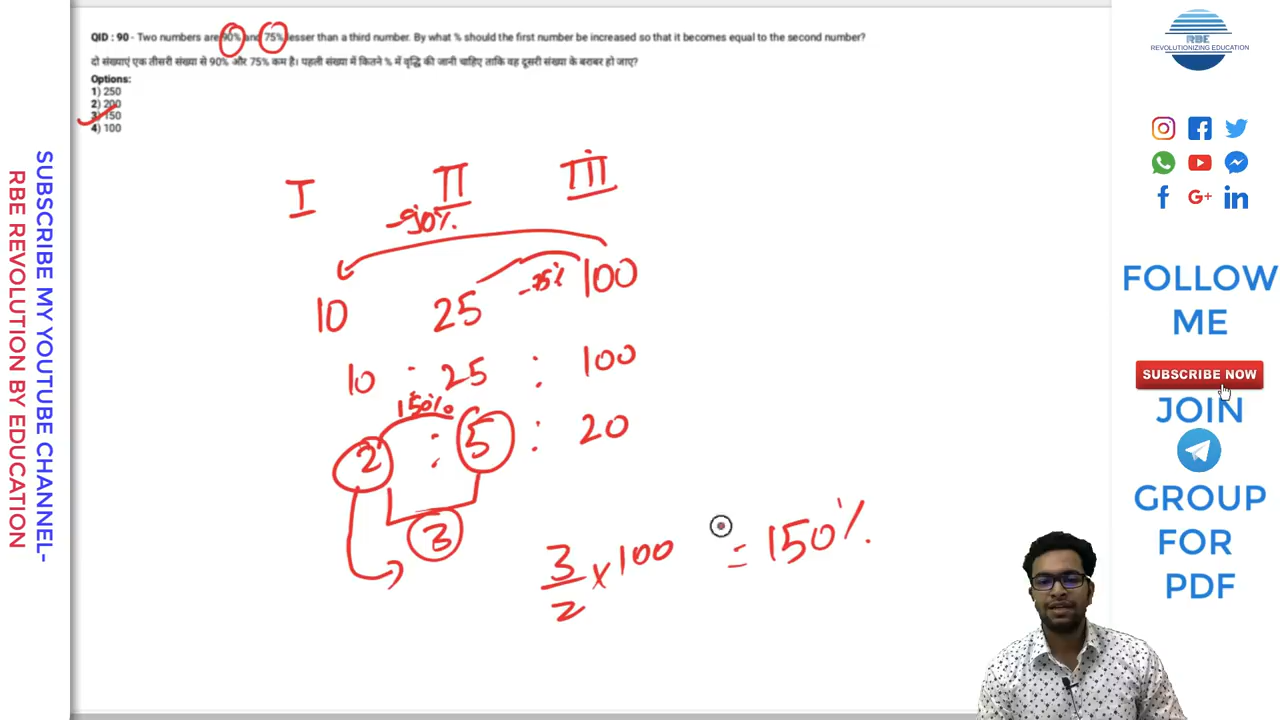 QID : 90 - Two numbers are 90% and 75% lesser than a third number. By what % should the first number be increased so that it becomes equal to the second number?
दो संख्याएं एक तीसरी संख्या से 90% और 75% कम है। पहली संख्या में कितने % में वृद्धि की जानी चाहिए ताकि वह दूसरी संख्या के बराबर हो जाए?
Options:
1) 250
2) 200
3) 150
4) 100
I II III
-90%
10 25 -75% 100
10 : 25 : 100
150%
2 : 5 : 20
3
3/2 × 100 = 150%
SUBSCRIBE MY YOUTUBE CHANNEL-
RBE REVOLUTION BY EDUCATION
RBE
REVOLUTIONIZING EDUCATION
FOLLOW
ME
SUBSCRIBE NOW
JOIN
GROUP
FOR
PDF